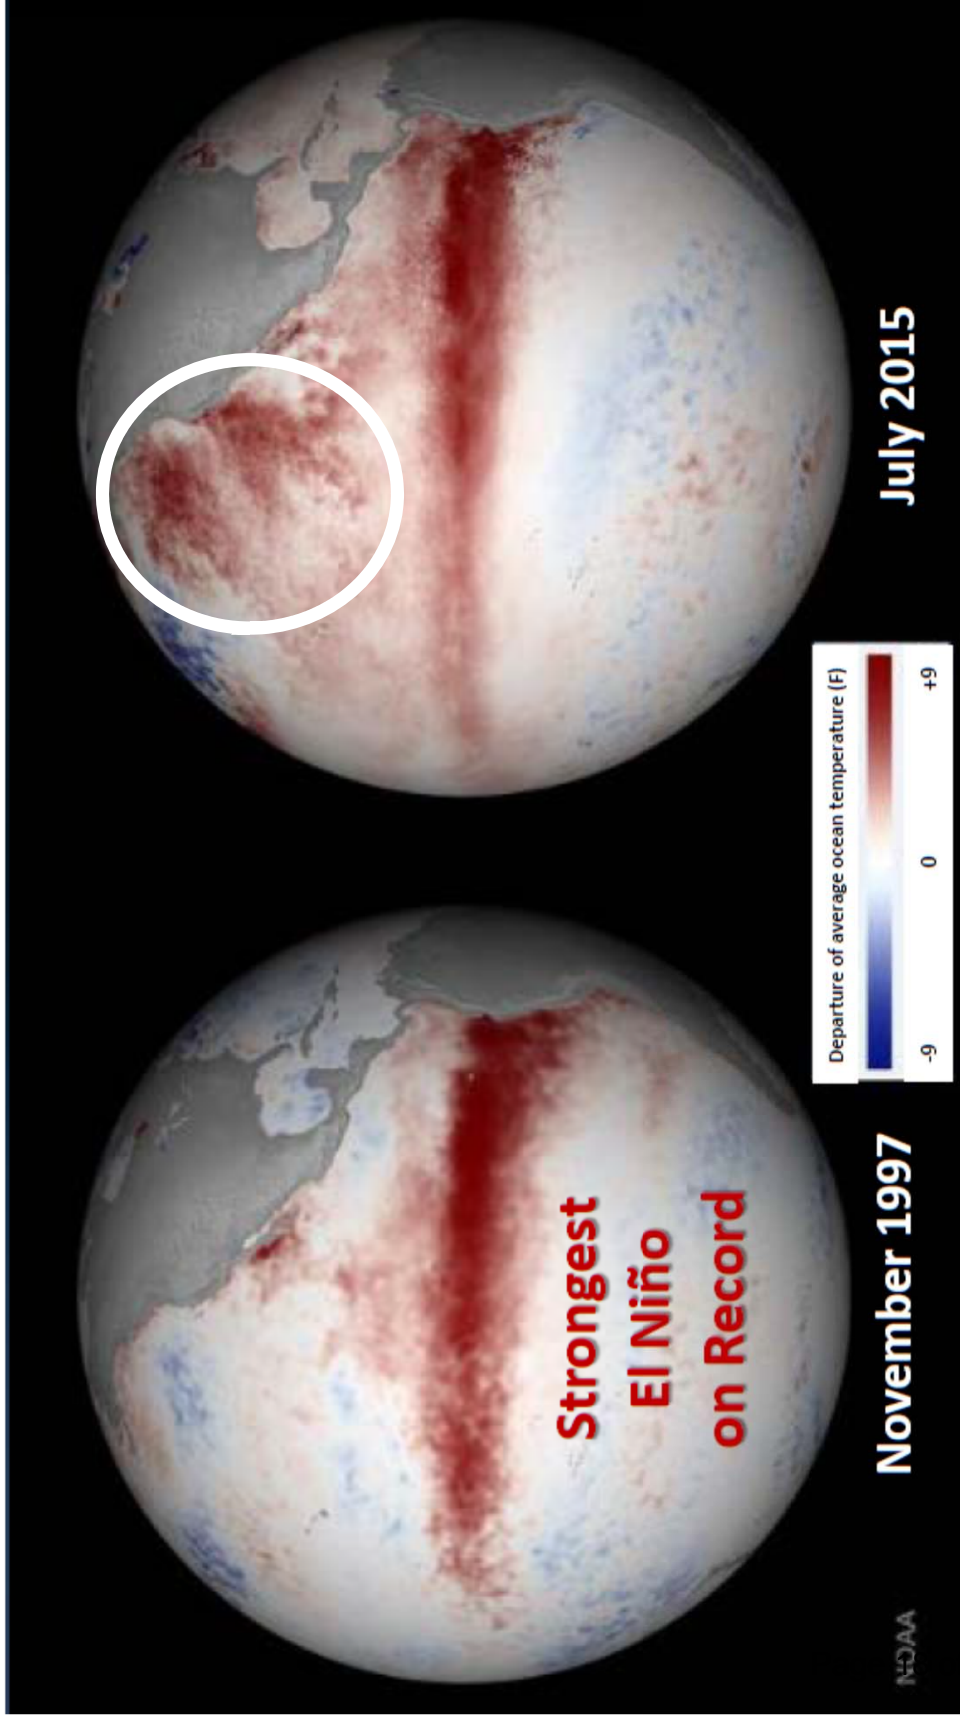 Strongest
El Niño
on Record
November 1997
July 2015
Departure of average ocean temperature (F)
-9
0
+9
NOAA